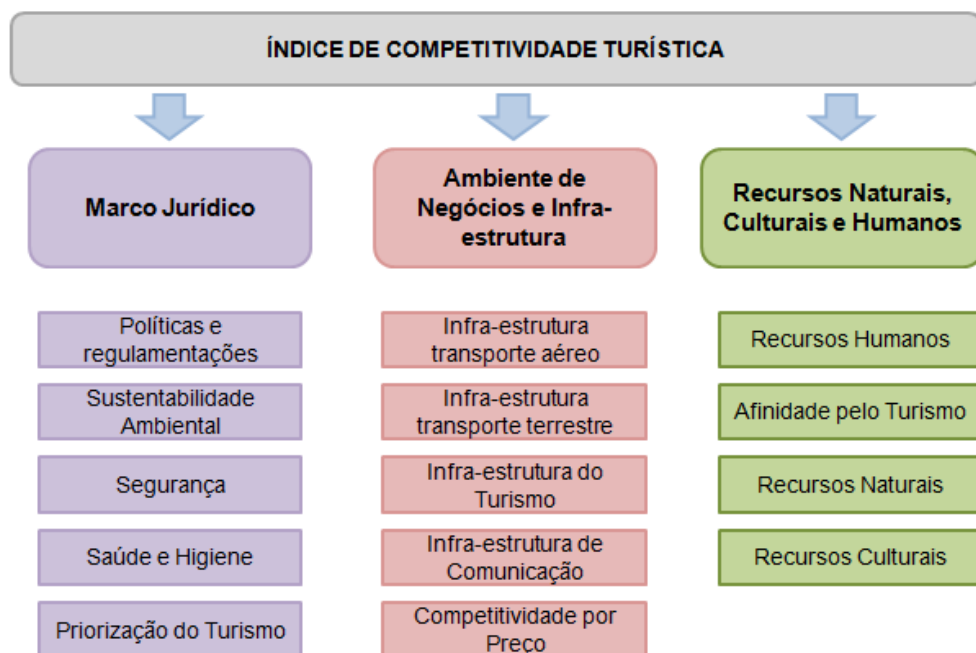 ÍNDICE DE COMPETITIVIDADE TURÍSTICA
Marco Jurídico
Políticas e
regulamentações
Sustentabilidade
Ambiental
Segurança
Saúde e Higiene
Priorização do Turismo
Ambiente de
Negócios e Infra-
estrutura
Infra-estrutura
transporte aéreo
Infra-estrutura
transporte terrestre
Infra-estrutura do
Turismo
Infra-estrutura de
Comunicação
Competitividade por
Preço
Recursos Naturais,
Culturais e Humanos
Recursos Humanos
Afinidade pelo Turismo
Recursos Naturais
Recursos Culturais